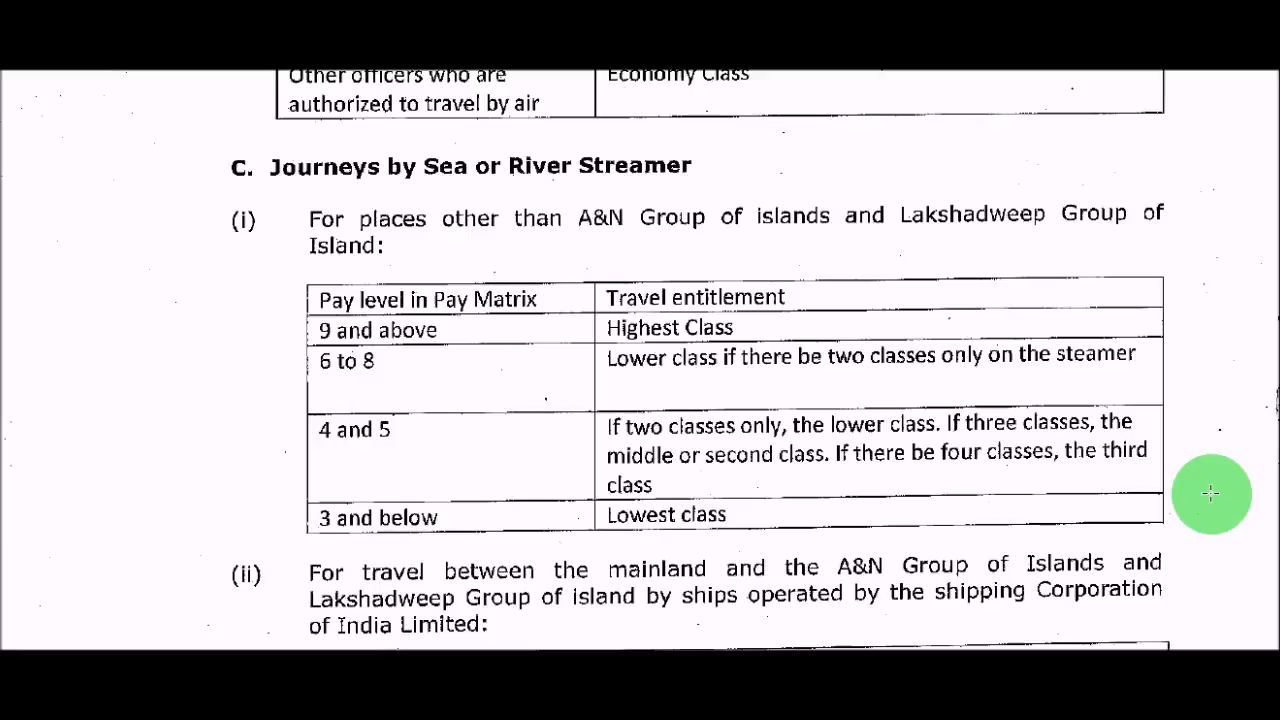 Other officers who are
authorized to travel by air
Economy Class
C. Journeys by Sea or River Streamer
(i) For places other than A&N Group of islands and Lakshadweep Group of
Island:
Pay level in Pay Matrix
Travel entitlement
9 and above
Highest Class
6 to 8
Lower class if there be two classes only on the steamer
4 and 5
If two classes only, the lower class. If three classes, the
middle or second class. If there be four classes, the third
class
3 and below
Lowest class
(ii) For travel between the mainland and the A&N Group of Islands and
Lakshadweep Group of island by ships operated by the shipping Corporation
of India Limited: